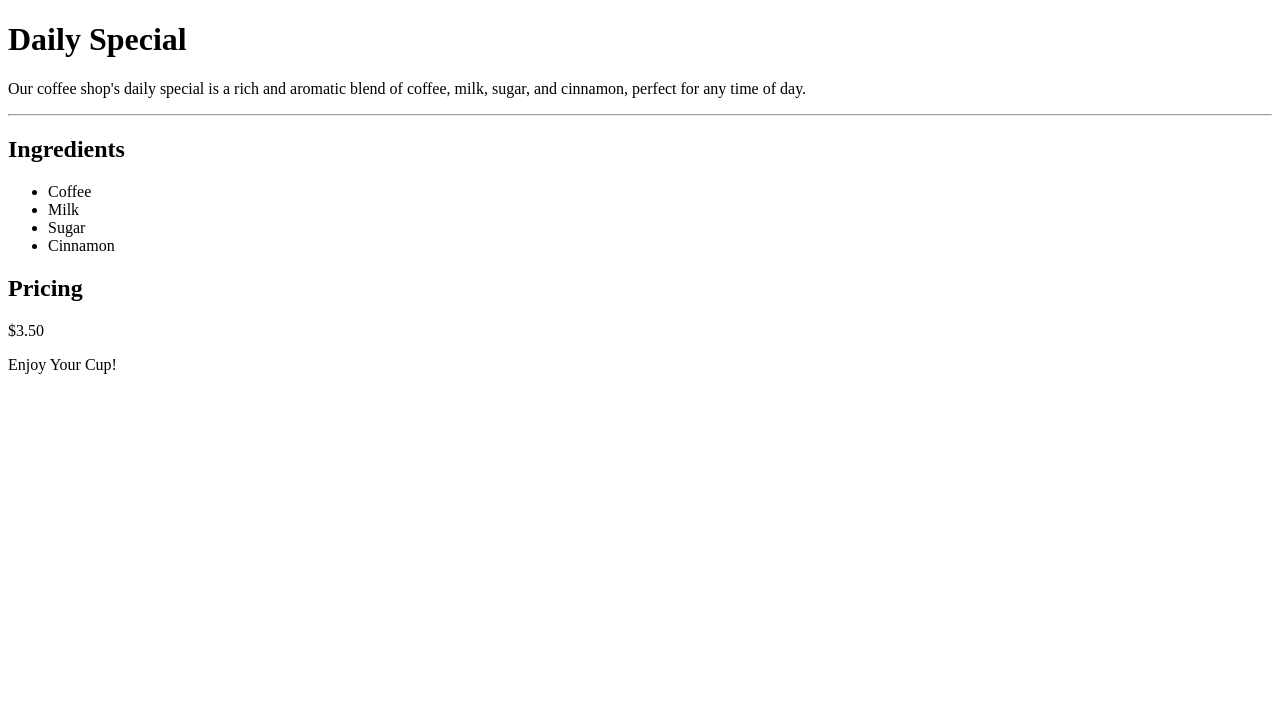 Daily Special
Our coffee shop's daily special is a rich and aromatic blend of coffee, milk, sugar, and cinnamon, perfect for any time of day.
Ingredients
Coffee
Milk
Sugar
Cinnamon
Pricing
$3.50
Enjoy Your Cup!